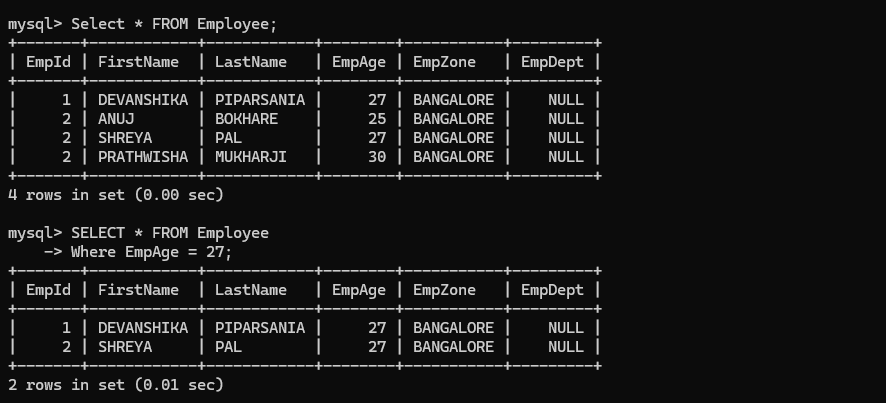 mysql> Select * FROM Employee;
+-------+------------+------------+--------+-----------+---------+
| EmpId | FirstName  | LastName   | EmpAge | EmpZone   | EmpDept |
+-------+------------+------------+--------+-----------+---------+
|     1 | DEVANSHIKA | PIPARSANIA |     27 | BANGALORE |    NULL |
|     2 | ANUJ       | BOKHARE    |     25 | BANGALORE |    NULL |
|     2 | SHREYA     | PAL        |     27 | BANGALORE |    NULL |
|     2 | PRATHWISHA | MUKHARJI   |     30 | BANGALORE |    NULL |
+-------+------------+------------+--------+-----------+---------+
4 rows in set (0.00 sec)

mysql> SELECT * FROM Employee
    -> Where EmpAge = 27;
+-------+------------+------------+--------+-----------+---------+
| EmpId | FirstName  | LastName   | EmpAge | EmpZone   | EmpDept |
+-------+------------+------------+--------+-----------+---------+
|     1 | DEVANSHIKA | PIPARSANIA |     27 | BANGALORE |    NULL |
|     2 | SHREYA     | PAL        |     27 | BANGALORE |    NULL |
+-------+------------+------------+--------+-----------+---------+
2 rows in set (0.01 sec)